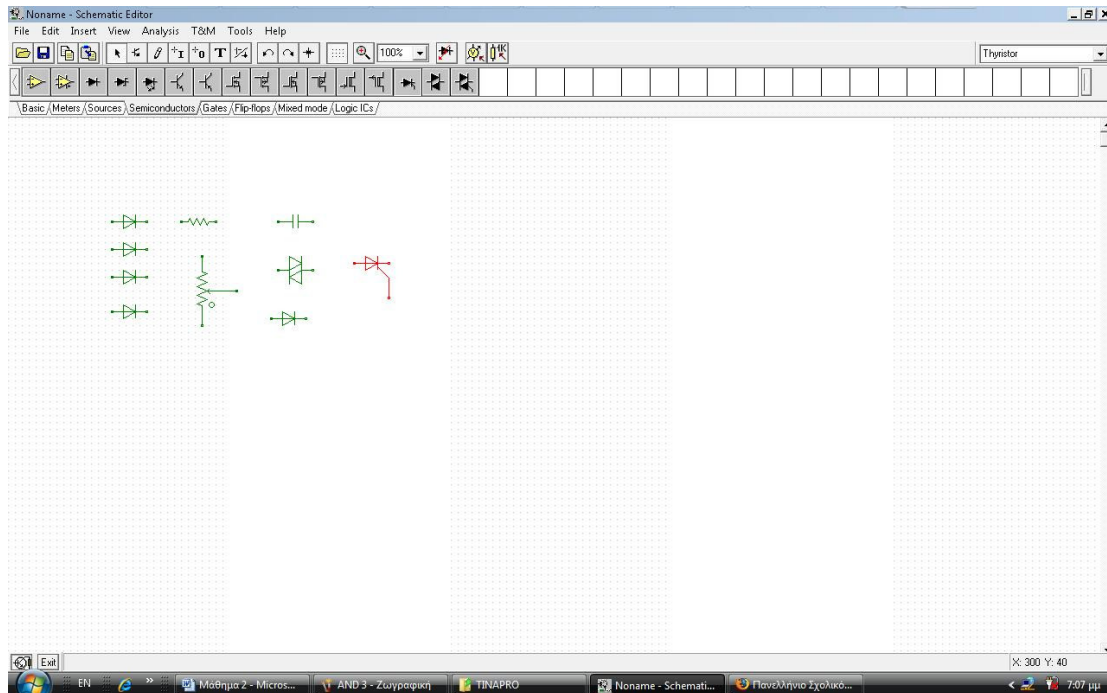 Noname - Schematic Editor
File Edit Insert View Analysis T&M Tools Help
100%
Thyristor
Basic Meters Sources Semiconductors Gates Flip-flops Mixed mode Logic ICs
Exit
X: 300 Y: 40
EN
Μάθημα 2 - Micros...
AND 3 - Ζωγραφική
TINAPRO
Noname - Schemati...
Πανελλήνιο Σχολικό...
7:07 μμ